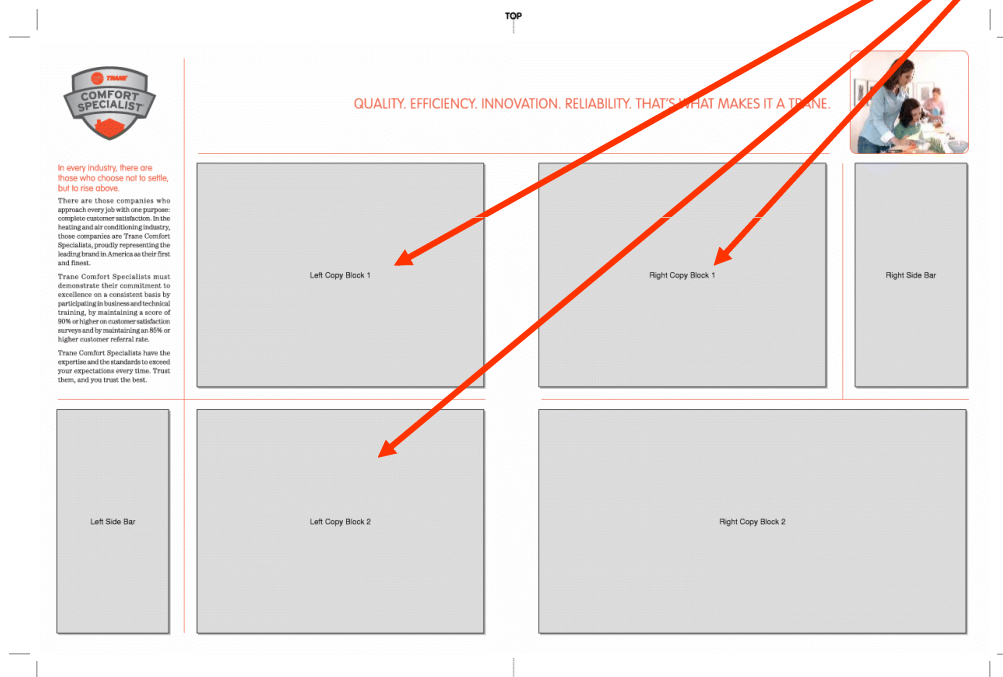 TOP
TRANE
COMFORT
SPECIALIST
QUALITY. EFFICIENCY. INNOVATION. RELIABILITY. THAT'S WHAT MAKES IT A TRANE.
In every industry, there are
those who choose not to settle,
but to rise above.
There are those companies who
approach every job with one purpose:
complete customer satisfaction. In the
heating and air conditioning industry,
those companies are Trane Comfort
Specialists, proudly representing the
leading brand in America as their first
and finest.
Trane Comfort Specialists must
demonstrate their commitment to
excellence on a consistent basis by
participating in business and technical
training, by maintaining a score of
90% or higher on customer satisfaction
surveys and by maintaining an 85% or
higher customer referral rate.
Trane Comfort Specialists have the
expertise and the standards to exceed
your expectations every time. Trust
them, and you trust the best.
Left Copy Block 1
Right Copy Block 1
Right Side Bar
Left Side Bar
Left Copy Block 2
Right Copy Block 2